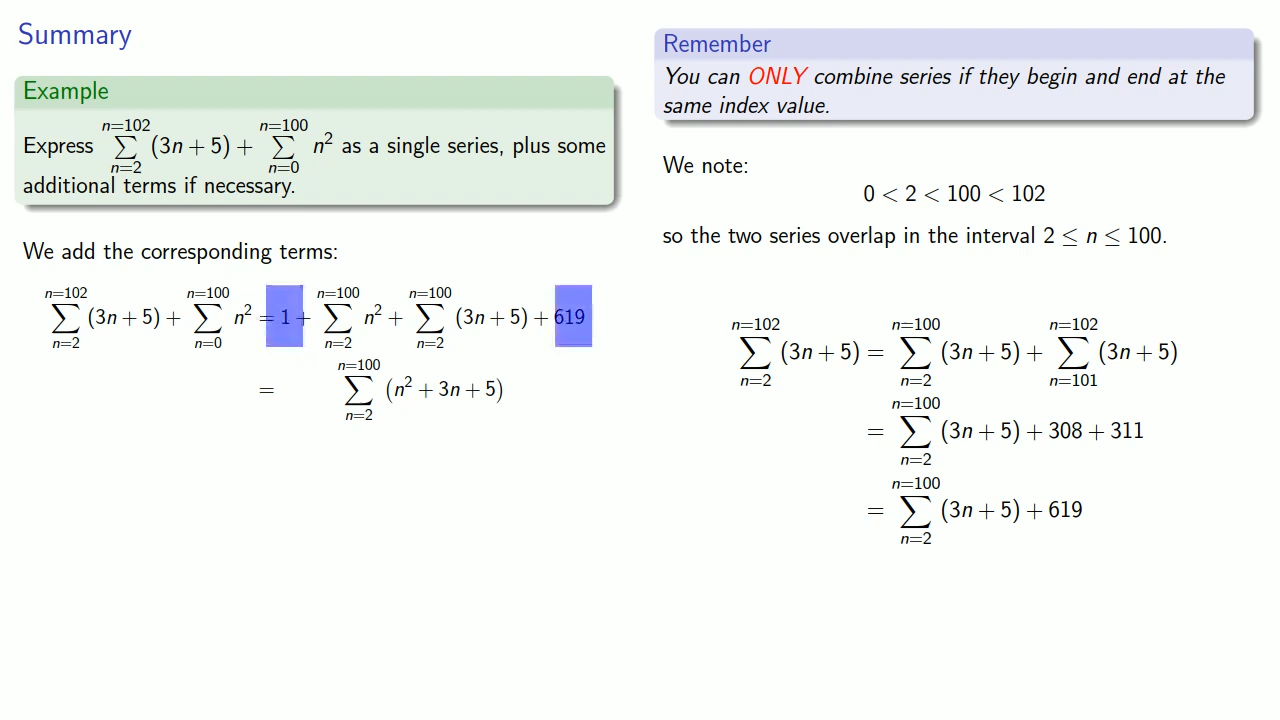 Summary
Example
Express \sum_{n=2}^{n=102} (3n + 5) + \sum_{n=0}^{n=100} n^2 as a single series, plus some
additional terms if necessary.
We add the corresponding terms:
\sum_{n=2}^{n=102} (3n + 5) + \sum_{n=0}^{n=100} n^2 = 1 + \sum_{n=2}^{n=100} n^2 + \sum_{n=2}^{n=100} (3n + 5) + 619
= \sum_{n=2}^{n=100} (n^2 + 3n + 5)
Remember
You can ONLY combine series if they begin and end at the
same index value.
We note:
0 < 2 < 100 < 102
so the two series overlap in the interval 2 ≤ n ≤ 100.
\sum_{n=2}^{n=102} (3n + 5) = \sum_{n=2}^{n=100} (3n + 5) + \sum_{n=101}^{n=102} (3n + 5)
= \sum_{n=2}^{n=100} (3n + 5) + 308 + 311
= \sum_{n=2}^{n=100} (3n + 5) + 619